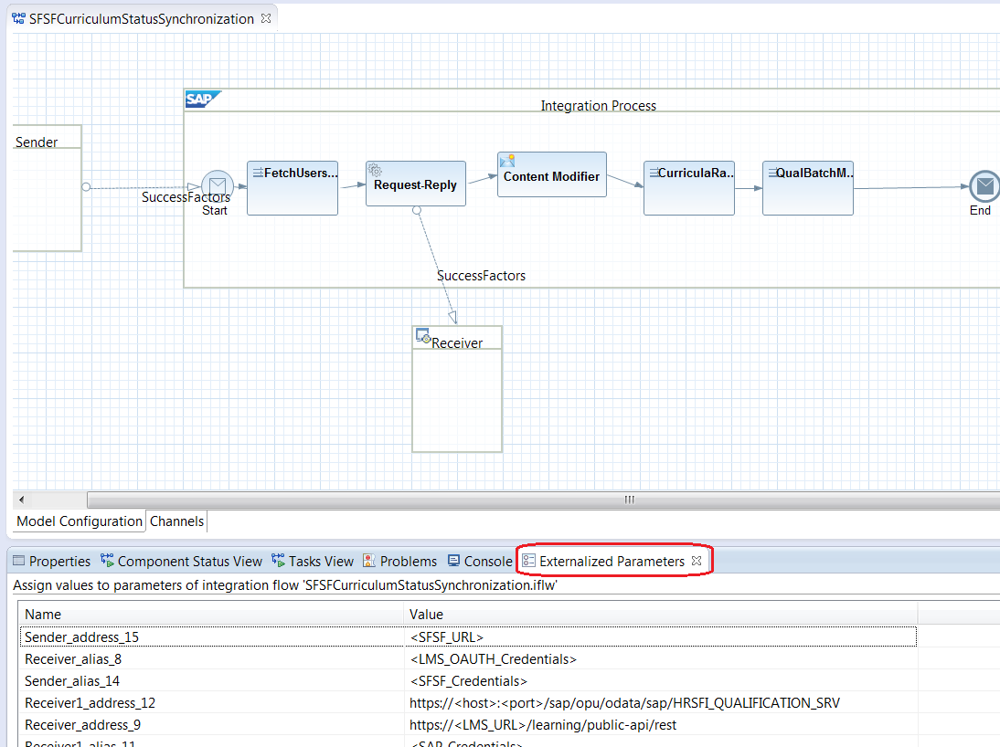 SFSFCurriculumStatusSynchronization
SAP
Integration Process
Sender
FetchUsers...
Request-Reply
Content Modifier
CurriculaRa..
QualBatchM..
SuccessFactors
Start
End
SuccessFactors
Receiver
Model Configuration Channels
Properties Component Status View Tasks View Problems Console Externalized Parameters
Assign values to parameters of integration flow 'SFSFCurriculumStatusSynchronization.iflw'
Name Value
Sender_address_15 <SFSF_URL>
Receiver_alias_8 <LMS_OAUTH_Credentials>
Sender_alias_14 <SFSF_Credentials>
Receiver1_address_12 https://<host>:<port>/sap/opu/odata/sap/HRSFI_QUALIFICATION_SRV
Receiver_address_9 https://<LMS_URL>/learning/public-api/rest
Receiver1_alias_11 <SAP_Credentials>